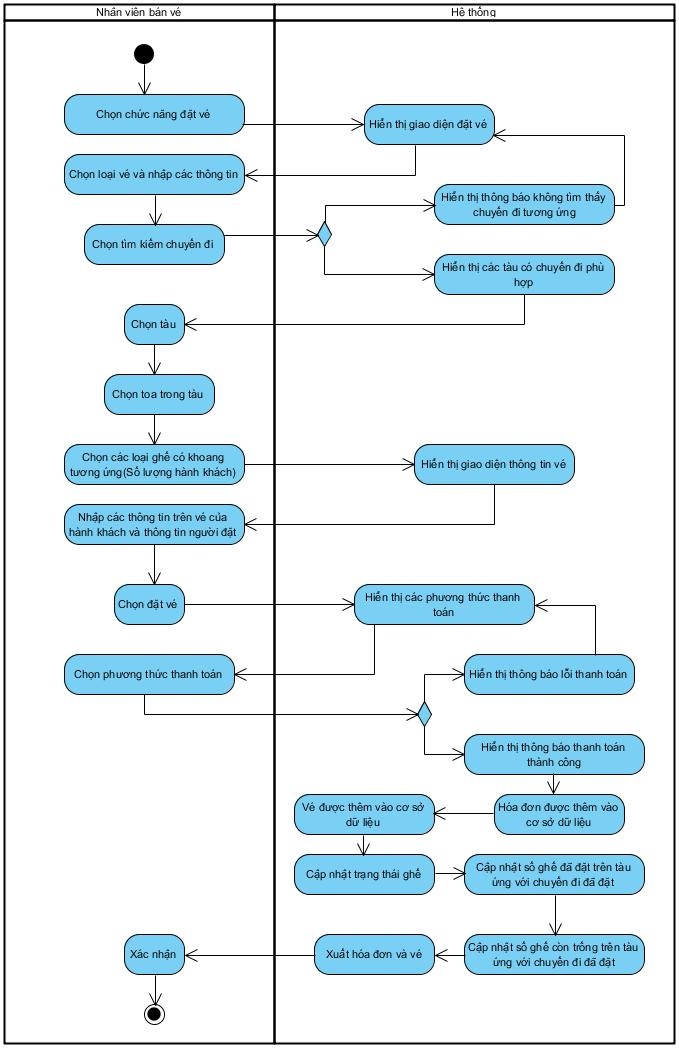 Nhân viên bán vé
Hệ thống
Chọn chức năng đặt vé
Hiển thị giao diện đặt vé
Chọn loại vé và nhập các thông tin
Hiển thị thông báo không tìm thấy
chuyến đi tương ứng
Chọn tìm kiếm chuyến đi
Hiển thị các tàu có chuyến đi phù
hợp
Chọn tàu
Chọn toa trong tàu
Chọn các loại ghế có khoang
tương ứng(Số lượng hành khách)
Hiển thị giao diện thông tin vé
Nhập các thông tin trên vé của
hành khách và thông tin người đặt
Chọn đặt vé
Hiển thị các phương thức thanh
toán
Chọn phương thức thanh toán
Hiển thị thông báo lỗi thanh toán
Hiển thị thông báo thanh toán
thành công
Vé được thêm vào cơ sở
dữ liệu
Hóa đơn được thêm vào
cơ sở dữ liệu
Cập nhật trạng thái ghế
Cập nhật số ghế đã đặt trên tàu
ứng với chuyến đi đã đặt
Xác nhận
Xuất hóa đơn và vé
Cập nhật số ghế còn trống trên tàu
ứng với chuyến đi đã đặt